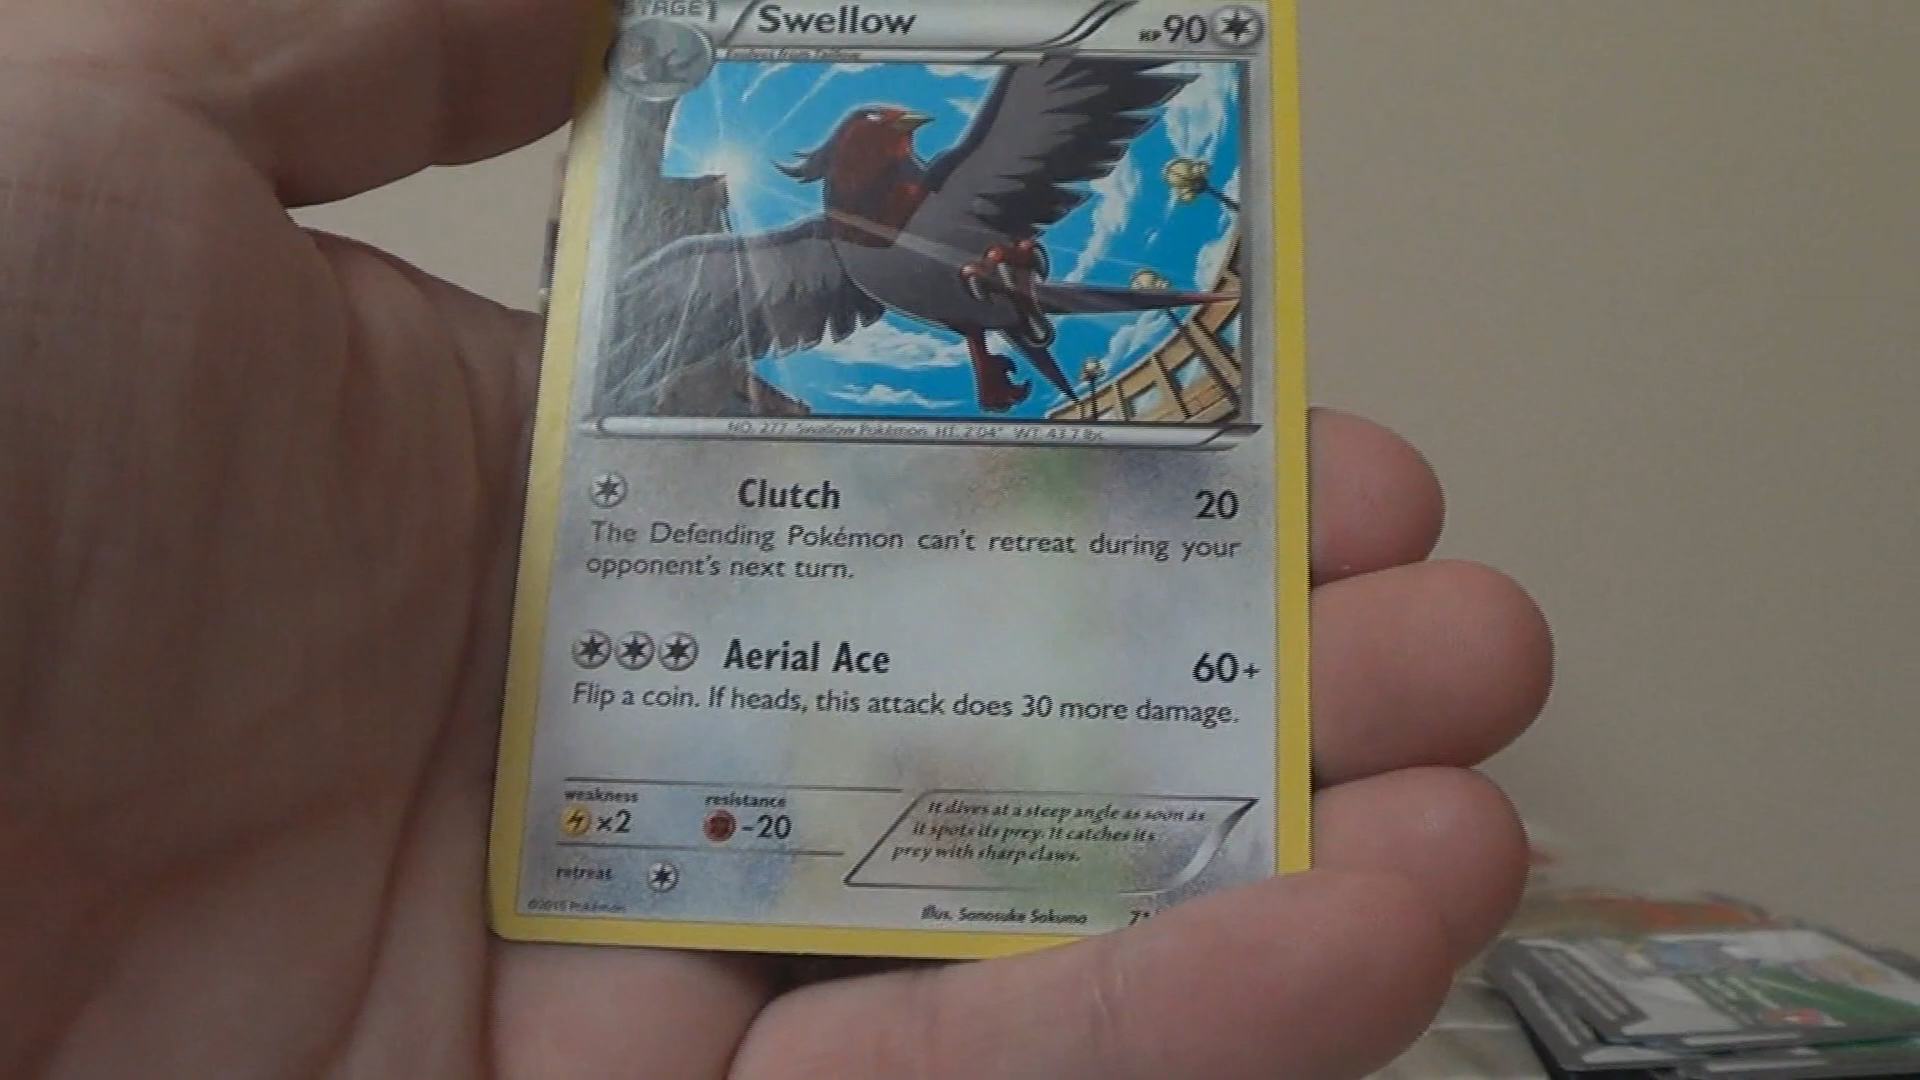 STAGE1
Swellow
HP90
Evolves from Taillow
NO. 277 Swallow Pokémon HT: 2'04" WT: 43.7 lbs.
Clutch 20
The Defending Pokémon can't retreat during your
opponent's next turn.
Aerial Ace 60+
Flip a coin. If heads, this attack does 30 more damage.
weakness
×2
resistance
-20
It dives at a steep angle as soon as
it spots its prey. It catches its
prey with sharp claws.
retreat
©2015 Pokémon
Illus. Sanosuke Sakuma